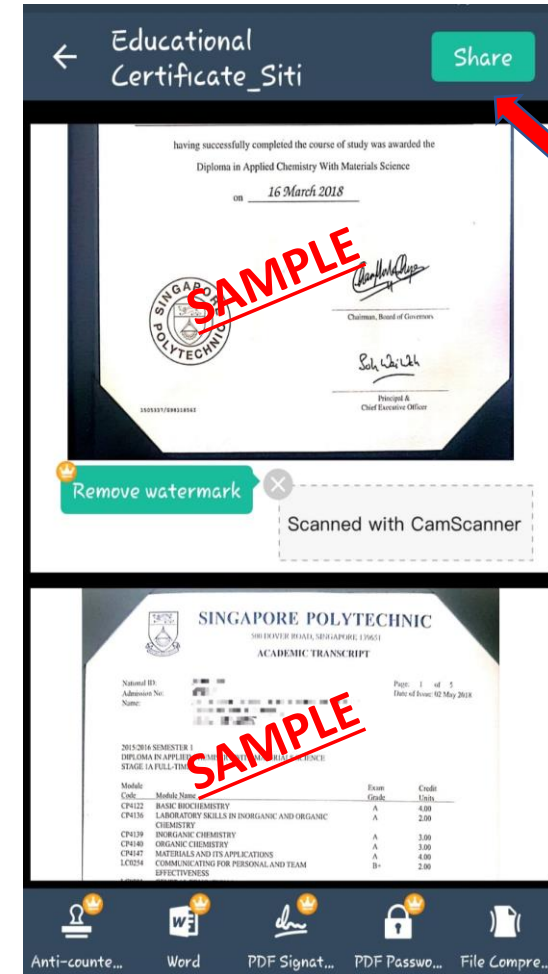 Educational
Certificate_Siti
Share
having successfully completed the course of study was awarded the
Diploma in Applied Chemistry With Materials Science
on 16 March 2018
SAMPLE
SINGAPORE POLYTECHNIC
Chairman, Board of Governors
Principal &
Chief Executive Officer
Remove watermark
Scanned with CamScanner
SINGAPORE POLYTECHNIC
500 DOVER ROAD, SINGAPORE 139651
ACADEMIC TRANSCRIPT
National ID:
Admission No:
Name:
Page: 1 of 5
Date of Issue: 02 May 2018
SAMPLE
2015/2016 SEMESTER 1
DIPLOMA IN APPLIED CHEMISTRY WITH MATERIALS SCIENCE
STAGE 1A FULL-TIME
Module Code Module Name Exam Grade Credit Units
CP4122 BASIC BIOCHEMISTRY A 4.00
CP4136 LABORATORY SKILLS IN INORGANIC AND ORGANIC CHEMISTRY A 2.00
CP4139 INORGANIC CHEMISTRY A 3.00
CP4140 ORGANIC CHEMISTRY A 3.00
CP4147 MATERIALS AND ITS APPLICATIONS A 4.00
LC0254 COMMUNICATING FOR PERSONAL AND TEAM EFFECTIVENESS B+ 2.00
Anti-counte...
Word
PDF Signat...
PDF Passwo...
File Compre...